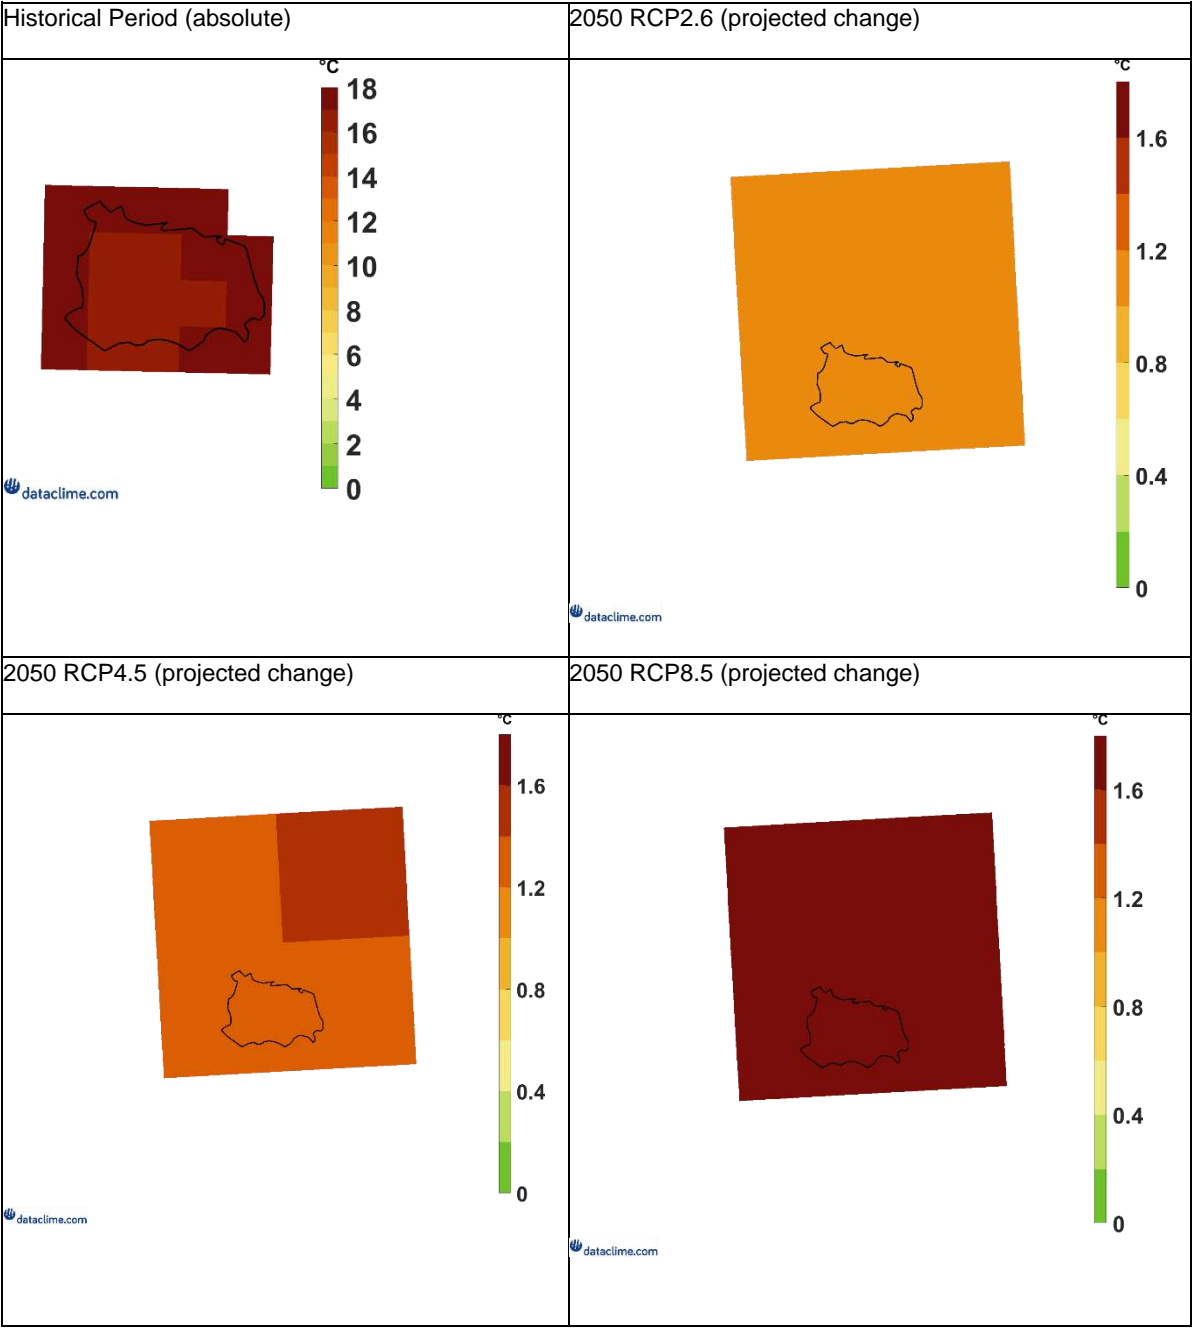 Historical Period (absolute)
2050 RCP2.6 (projected change)
°C
18
16
14
12
10
8
6
4
2
0
dataclime.com
°C
1.6
1.2
0.8
0.4
0
dataclime.com
2050 RCP4.5 (projected change)
2050 RCP8.5 (projected change)
°C
1.6
1.2
0.8
0.4
0
dataclime.com
°C
1.6
1.2
0.8
0.4
0
dataclime.com